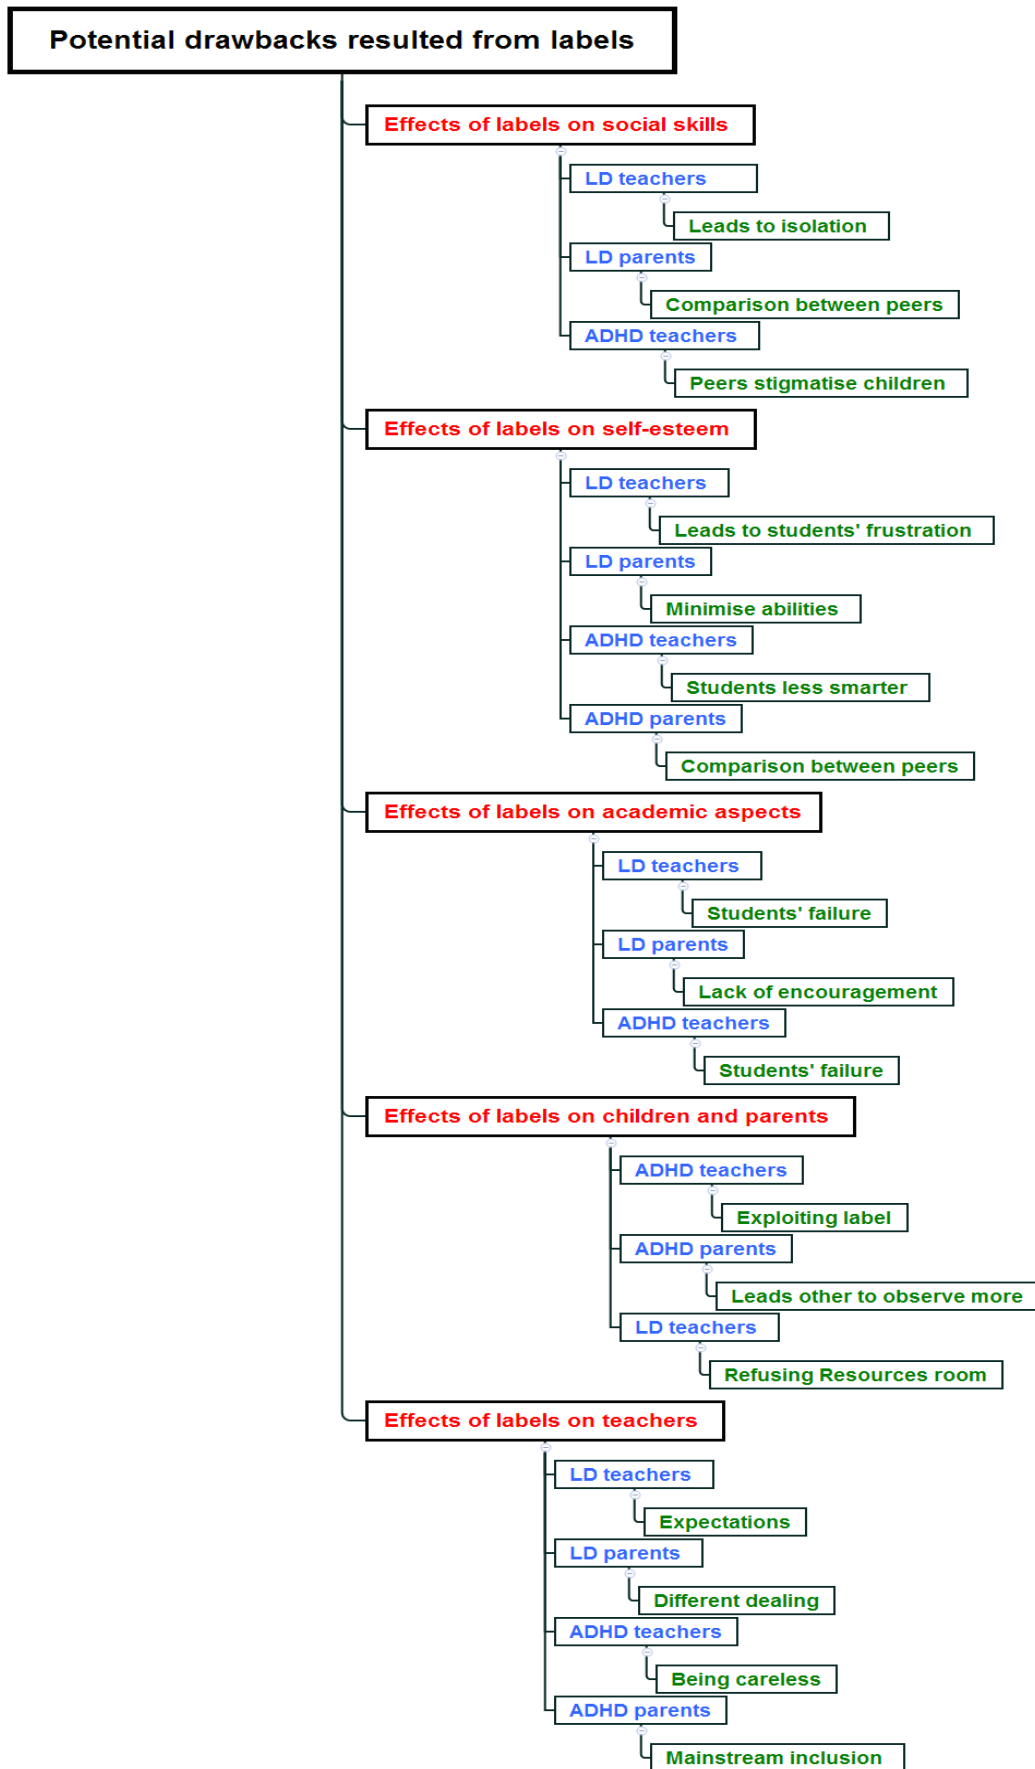 Potential drawbacks resulted from labels
Effects of labels on social skills
LD teachers
Leads to isolation
LD parents
Comparison between peers
ADHD teachers
Peers stigmatise children
Effects of labels on self-esteem
LD teachers
Leads to students' frustration
LD parents
Minimise abilities
ADHD teachers
Students less smarter
ADHD parents
Comparison between peers
Effects of labels on academic aspects
LD teachers
Students' failure
LD parents
Lack of encouragement
ADHD teachers
Students' failure
Effects of labels on children and parents
ADHD teachers
Exploiting label
ADHD parents
Leads other to observe more
LD teachers
Refusing Resources room
Effects of labels on teachers
LD teachers
Expectations
LD parents
Different dealing
ADHD teachers
Being careless
ADHD parents
Mainstream inclusion